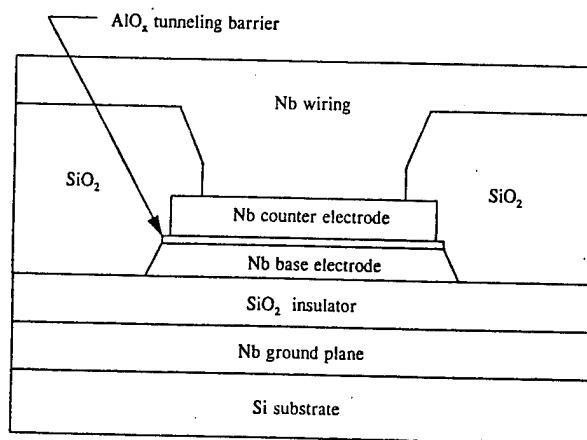 AlOₓ tunneling barrier
Nb wiring
SiO₂
SiO₂
Nb counter electrode
Nb base electrode
SiO₂ insulator
Nb ground plane
Si substrate